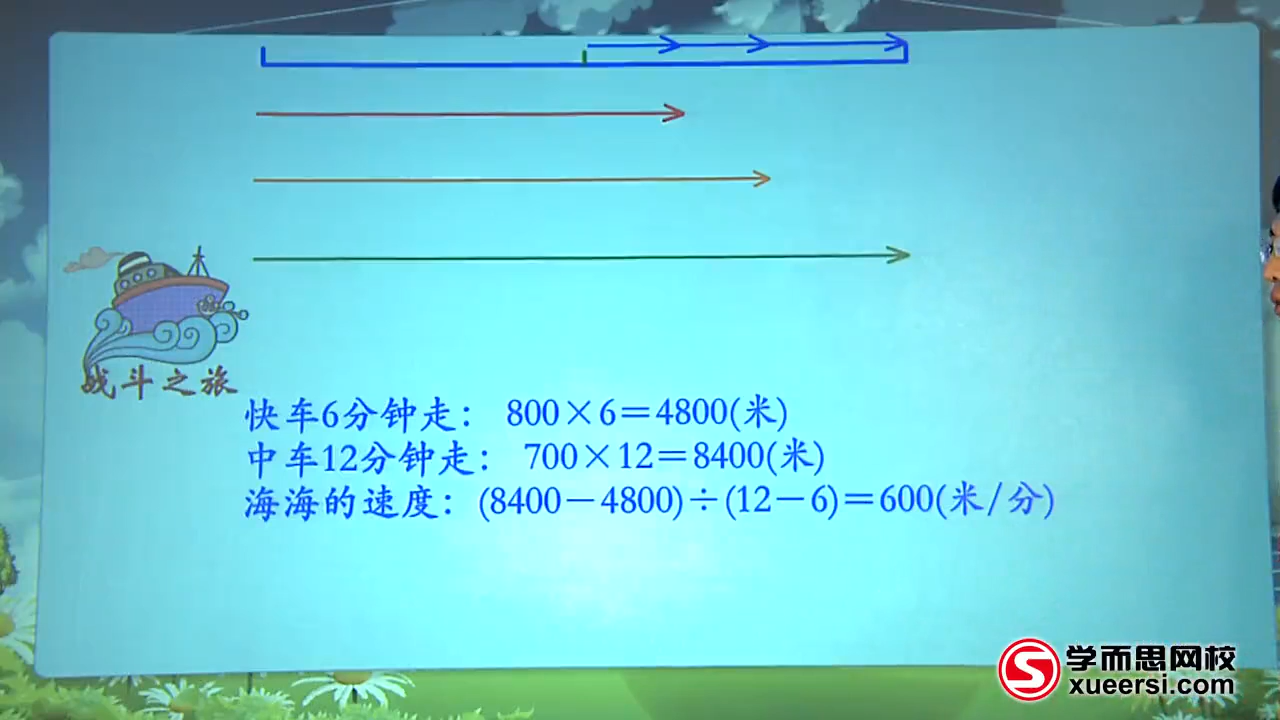 战斗之旅
快车6分钟走： 800×6＝4800(米)
中车12分钟走： 700×12＝8400(米)
海海的速度：(8400－4800)÷(12－6)＝600(米/分)
学而思网校
xueersi.com